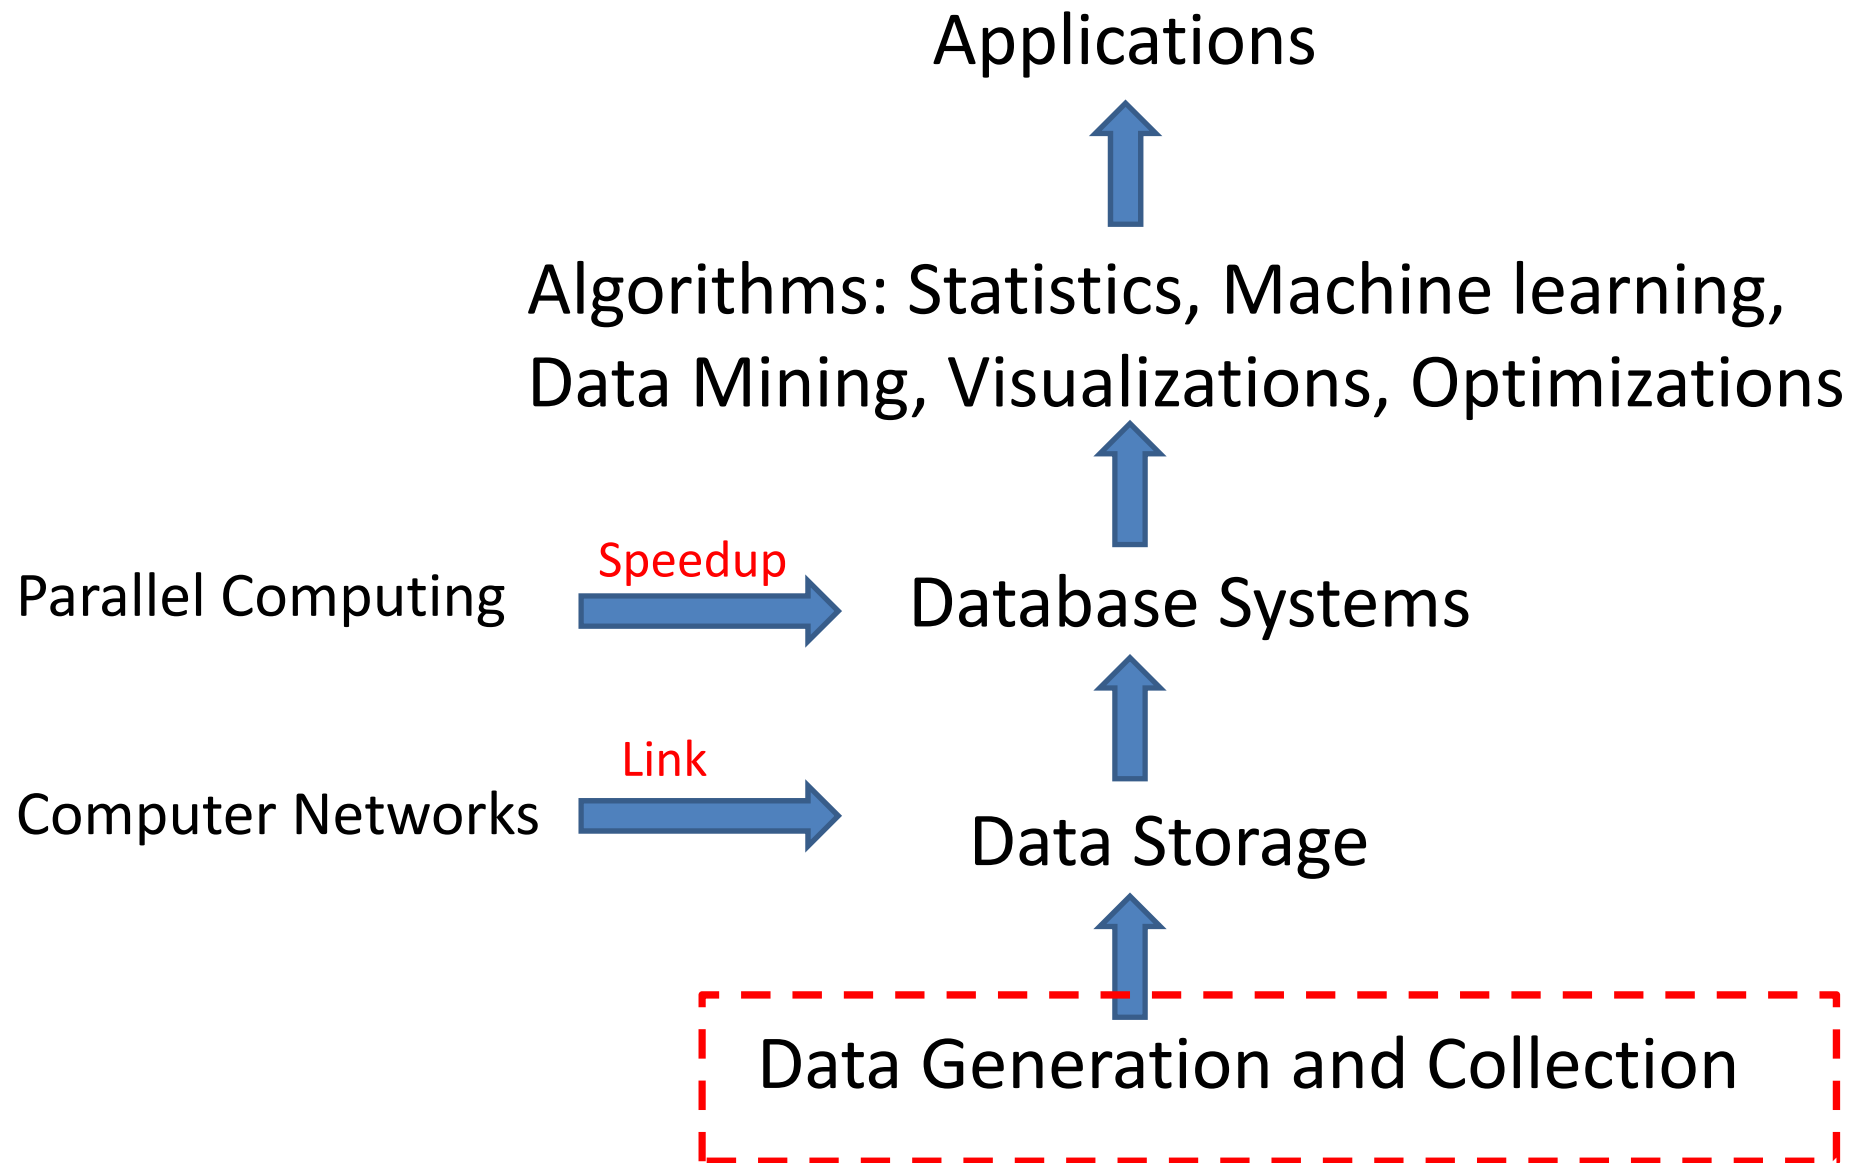 Applications
Algorithms: Statistics, Machine learning,
Data Mining, Visualizations, Optimizations
Speedup
Parallel Computing
Database Systems
Link
Computer Networks
Data Storage
Data Generation and Collection